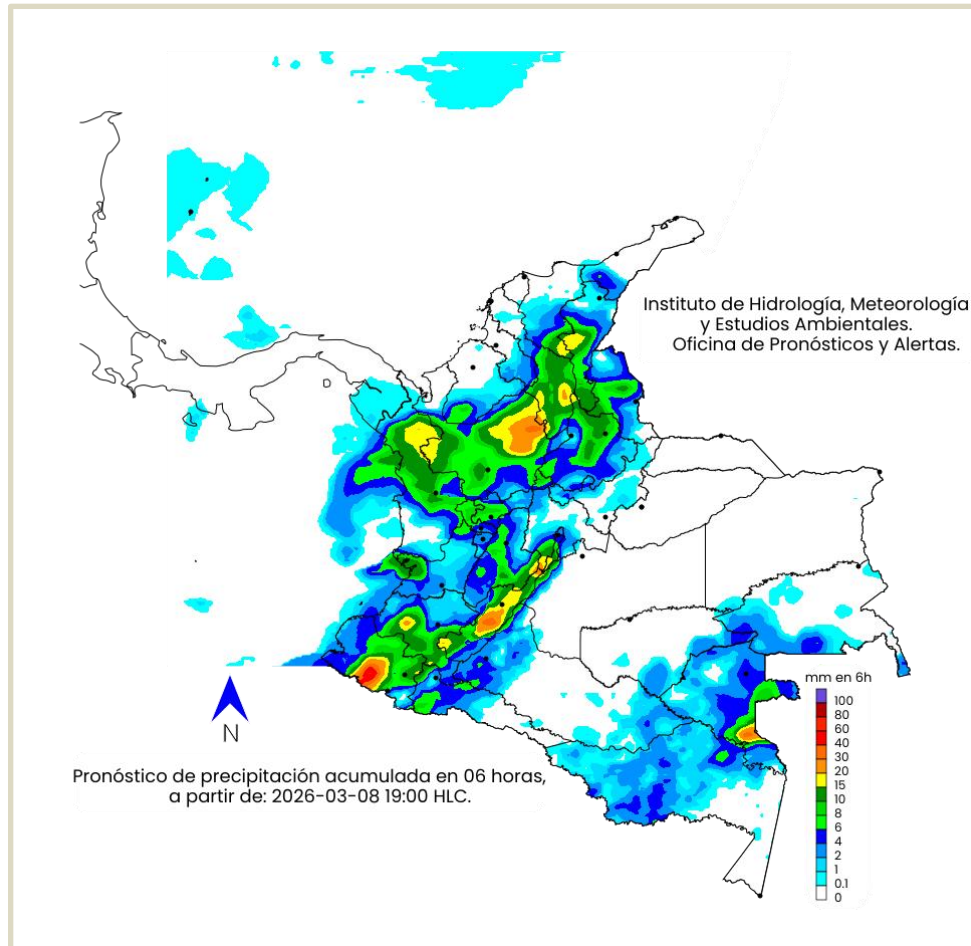 Instituto de Hidrología, Meteorología
y Estudios Ambientales.
Oficina de Pronósticos y Alertas.
mm en 6h
100
80
60
40
30
20
15
10
8
6
4
2
1
0.1
0
N
Pronóstico de precipitación acumulada en 06 horas,
a partir de: 2026-03-08 19:00 HLC.